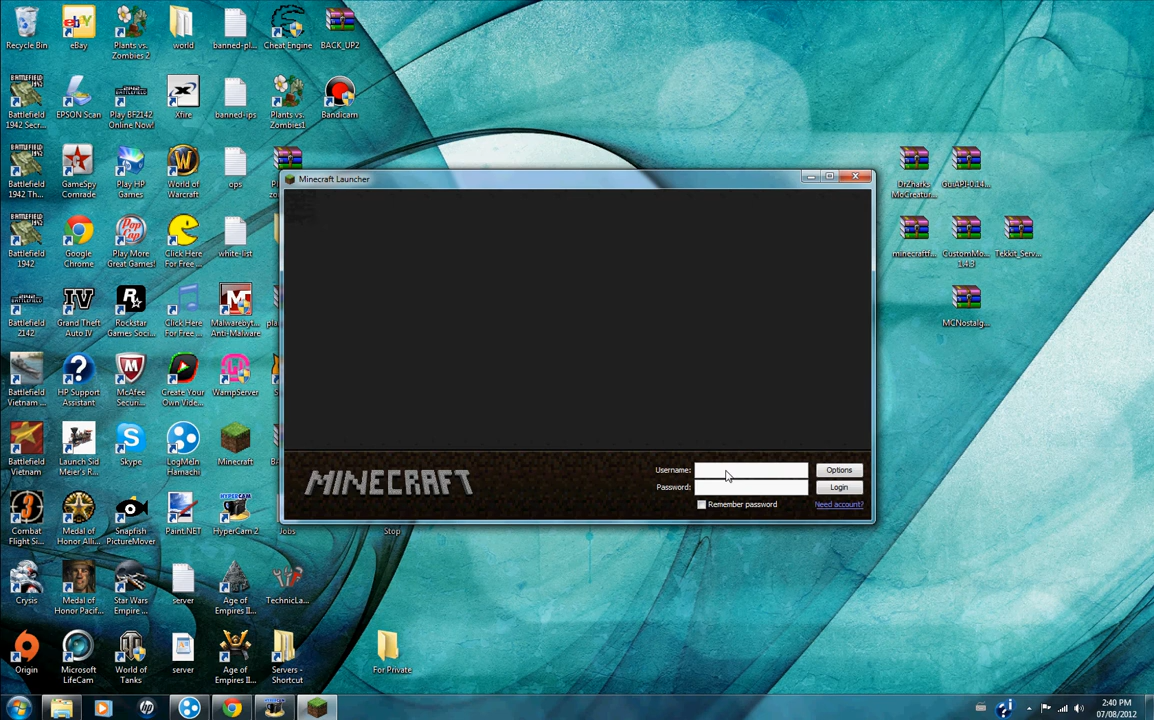 Recycle Bin
eBay
Plants vs.
Zombies 2
world
banned-pl...
Cheat Engine
BACK_UP2
Battlefield
1942 Secr...
EPSON Scan
Play BF2142
Online Now!
Xfire
banned-ips
Plants vs.
Zombies1
Bandicam
Battlefield
1942 Th...
GameSpy
Comrade
Play HP
Games
World of
Warcraft
ops
Minecraft Launcher
DrZharks
MoCreatur...
GuiAPI-0.14...
Battlefield
1942
Google
Chrome
Play More
Great Games!
Click Here
For Free ...
white-list
minecraftf...
CustomMo...
1.4.3
Tekkit_Serv...
Battlefield
2142
Grand Theft
Auto IV
Rockstar
Games Soci...
Click Here
For Free ...
Malwarebyt...
Anti-Malware
MCNostalg...
Battlefield
Vietnam ...
HP Support
Assistant
McAfee
Securi...
Create Your
Own Video...
WampServer
Battlefield
Vietnam
Launch Sid
Meier's R...
Skype
LogMeIn
Hamachi
Minecraft
MINECRAFT
Username:
Options
Password:
Login
Remember password
Need account?
Combat
Flight Si...
Medal of
Honor Alli...
Snapfish
PictureMover
Paint.NET
HyperCam 2
Jobs
Stop
Crysis
Medal of
Honor Pacif...
Star Wars
Empire ...
server
Age of
Empires II...
TechnicLa...
Origin
Microsoft
LifeCam
World of
Tanks
server
Age of
Empires II...
Servers -
Shortcut
For Private
2:40 PM
07/08/2012